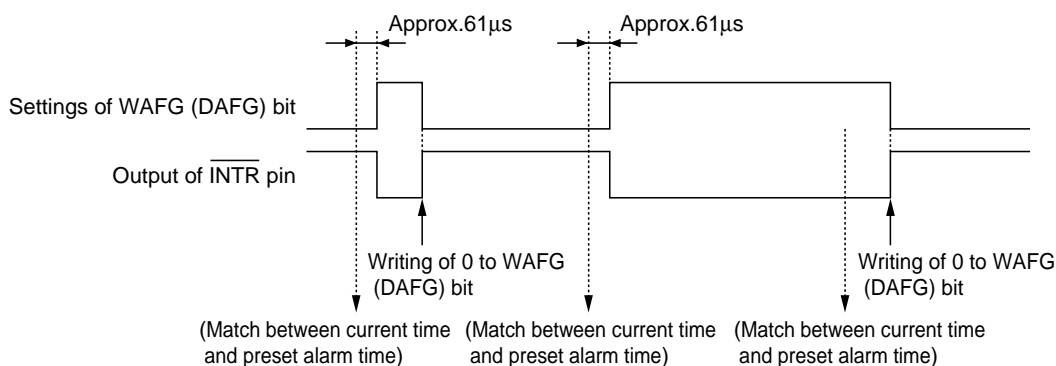 Approx.61μs Approx.61μs
Settings of WAFG (DAFG) bit
Output of INTR pin
Writing of 0 to WAFG
(DAFG) bit
Writing of 0 to WAFG
(DAFG) bit
(Match between current time
and preset alarm time)
(Match between current time
and preset alarm time)
(Match between current time
and preset alarm time)